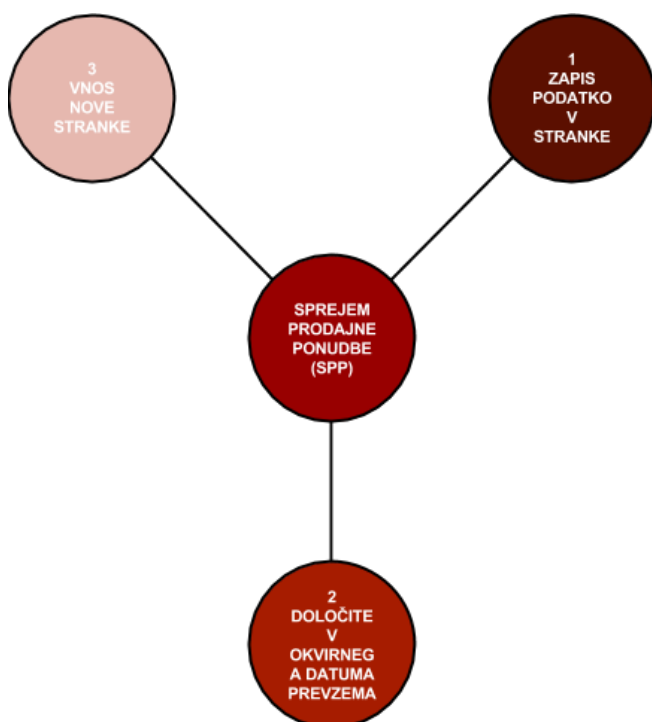 3
VNOS
NOVE
STRANKE
1
ZAPIS
PODATKO
V
STRANKE
SPREJEM
PRODAJNE
PONUDBE
(SPP)
2
DOLOČITE
V
OKVIRNEG
A DATUMA
PREVZEMA